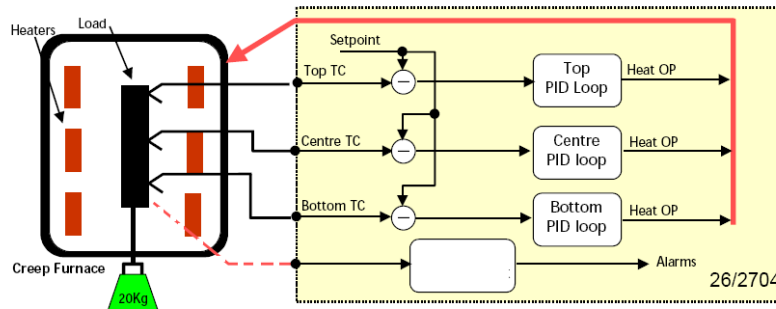 Heaters
Load
Setpoint
Top TC
Top
PID Loop
Heat OP
Centre TC
Centre
PID loop
Heat OP
Bottom TC
Bottom
PID loop
Heat OP
Creep Furnace
20Kg
:
Alarms
26/2704